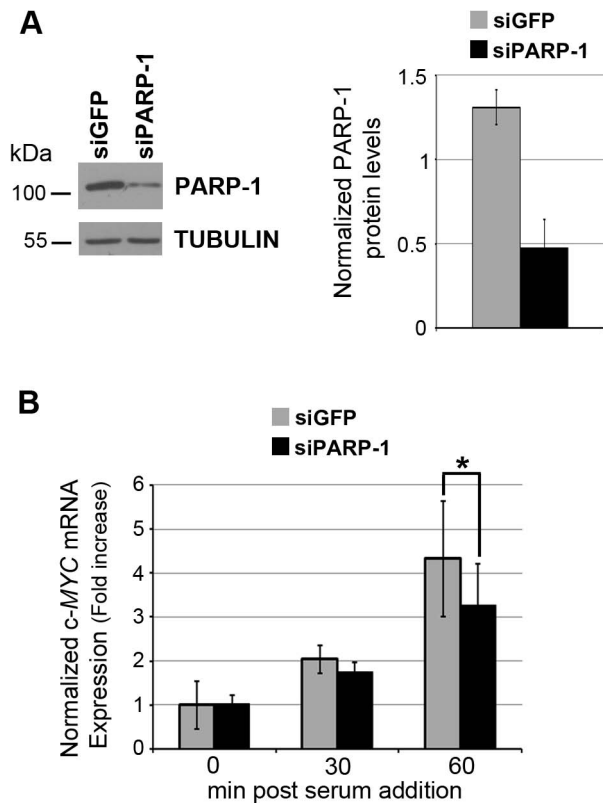 A
siGFP
siPARP-1
kDa
100
PARP-1
55
TUBULIN
siGFP
siPARP-1
Normalized PARP-1
protein levels
1.5
1
0.5
0
B
siGFP
siPARP-1
Normalized c-MYC mRNA
Expression (Fold increase)
6
5
4
3
2
1
0
*
0 30 60
min post serum addition